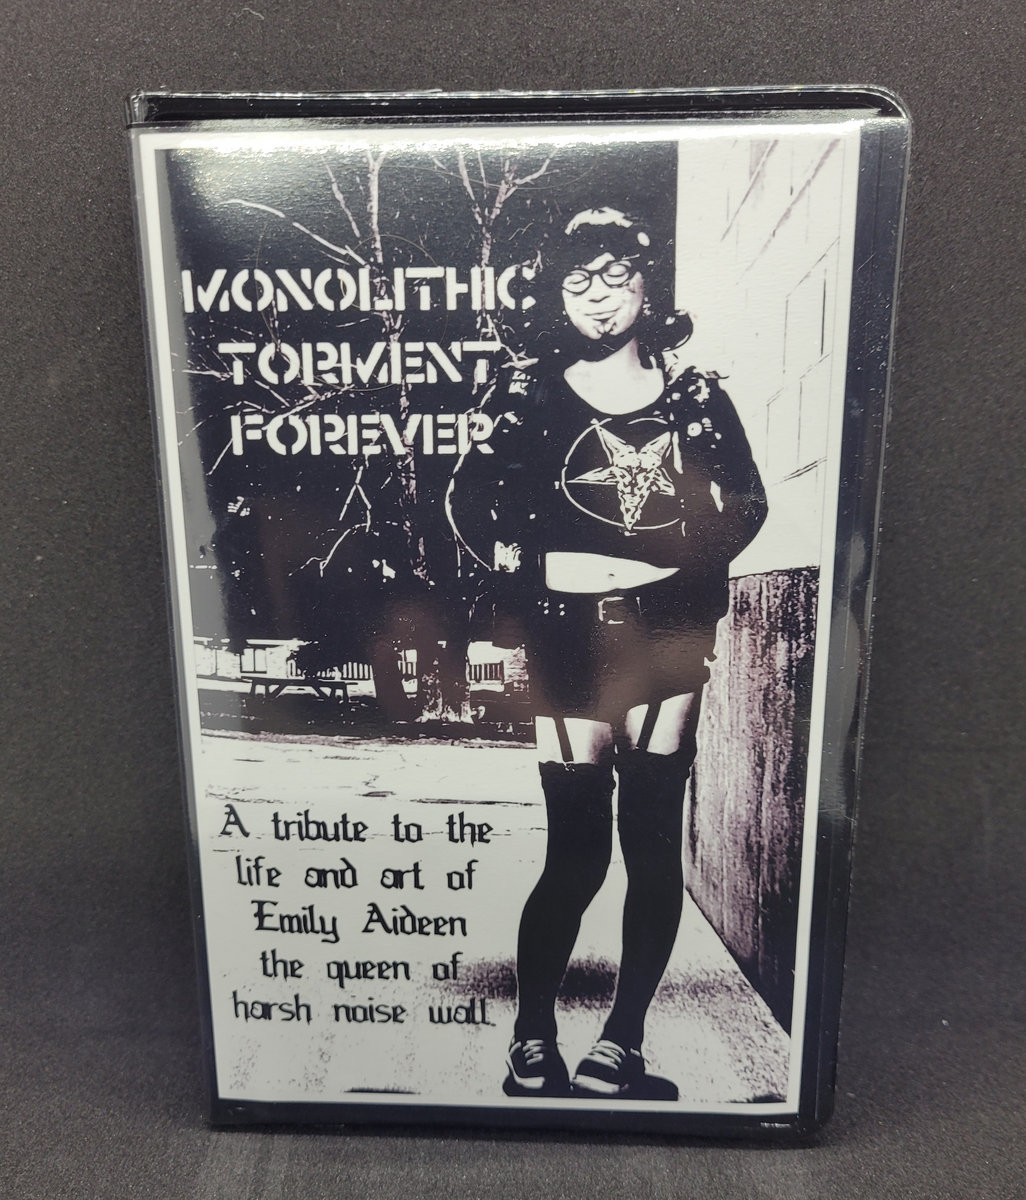 MONOLITHIC
TORMENT
FOREVER
A tribute to the
life and art of
Emily Aideen
the queen of
harsh noise wall.